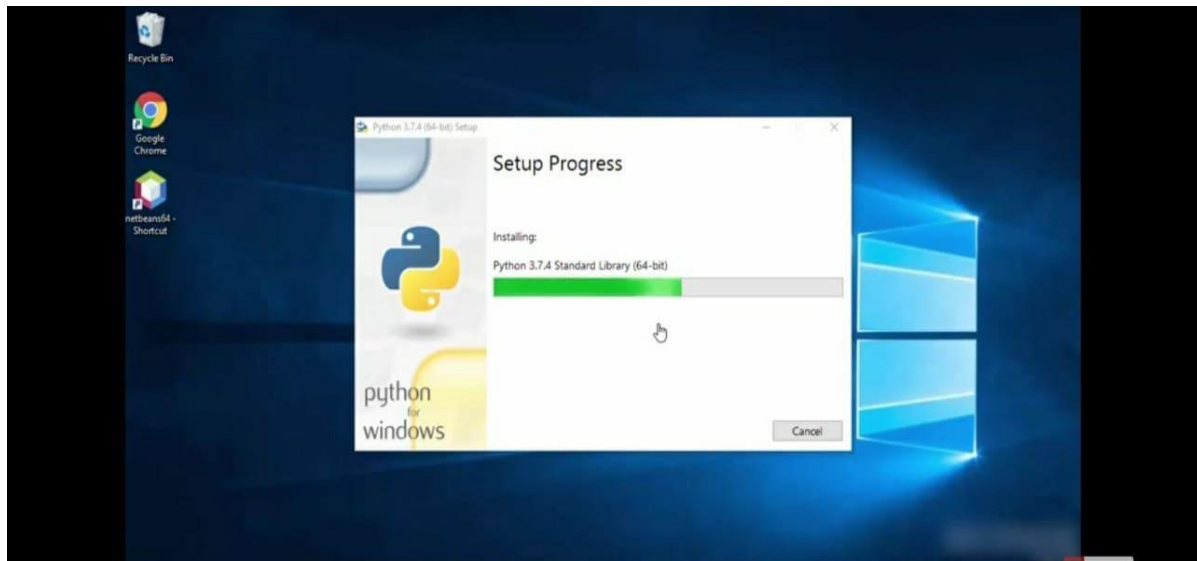 Recycle Bin
Google
Chrome
netbeans64 -
Shortcut
Python 3.7.4 (64-bit) Setup
Setup Progress
Installing:
Python 3.7.4 Standard Library (64-bit)
python
for
windows
Cancel